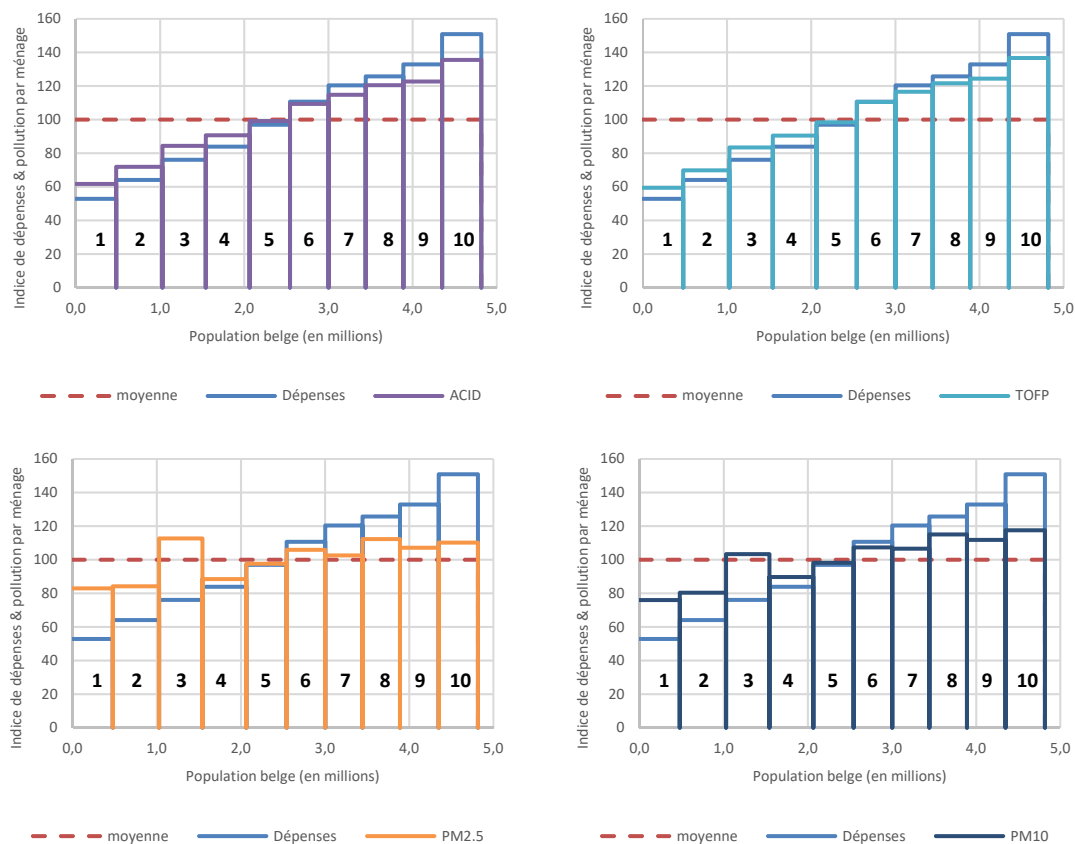 Indice de dépenses & pollution par ménage
160
140
120
100
80
60
40
20
0
1 2 3 4 5 6 7 8 9 10
0,0 1,0 2,0 3,0 4,0 5,0
Population belge (en millions)
moyenne Dépenses ACID
Indice de dépenses & pollution par ménage
160
140
120
100
80
60
40
20
0
1 2 3 4 5 6 7 8 9 10
0,0 1,0 2,0 3,0 4,0 5,0
Population belge (en millions)
moyenne Dépenses TOFP
Indice de dépenses & pollution par ménage
160
140
120
100
80
60
40
20
0
1 2 3 4 5 6 7 8 9 10
0,0 1,0 2,0 3,0 4,0 5,0
Population belge (en millions)
moyenne Dépenses PM2.5
Indice de dépenses & pollution par ménage
160
140
120
100
80
60
40
20
0
1 2 3 4 5 6 7 8 9 10
0,0 1,0 2,0 3,0 4,0 5,0
Population belge (en millions)
moyenne Dépenses PM10